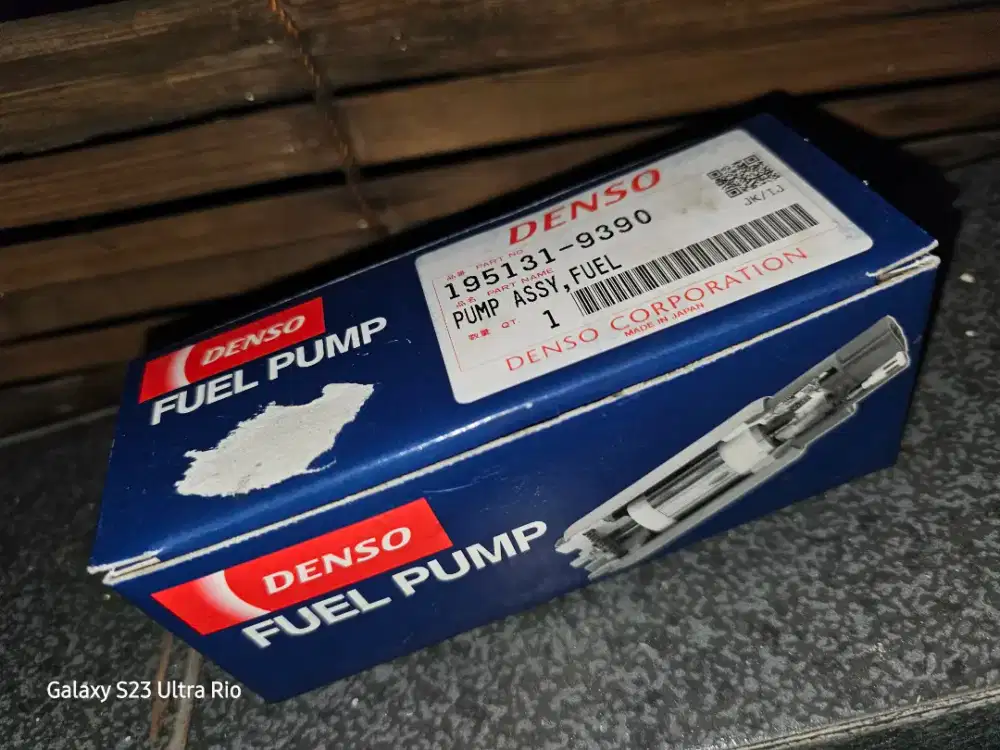 DENSO
JK/1J
品番 PART NO
195131-9390
品名 PART NAME
PUMP ASSY,FUEL
数量 QT
1
DENSO CORPORATION
MADE IN JAPAN
DENSO
FUEL PUMP
DENSO
FUEL PUMP
Galaxy S23 Ultra Rio